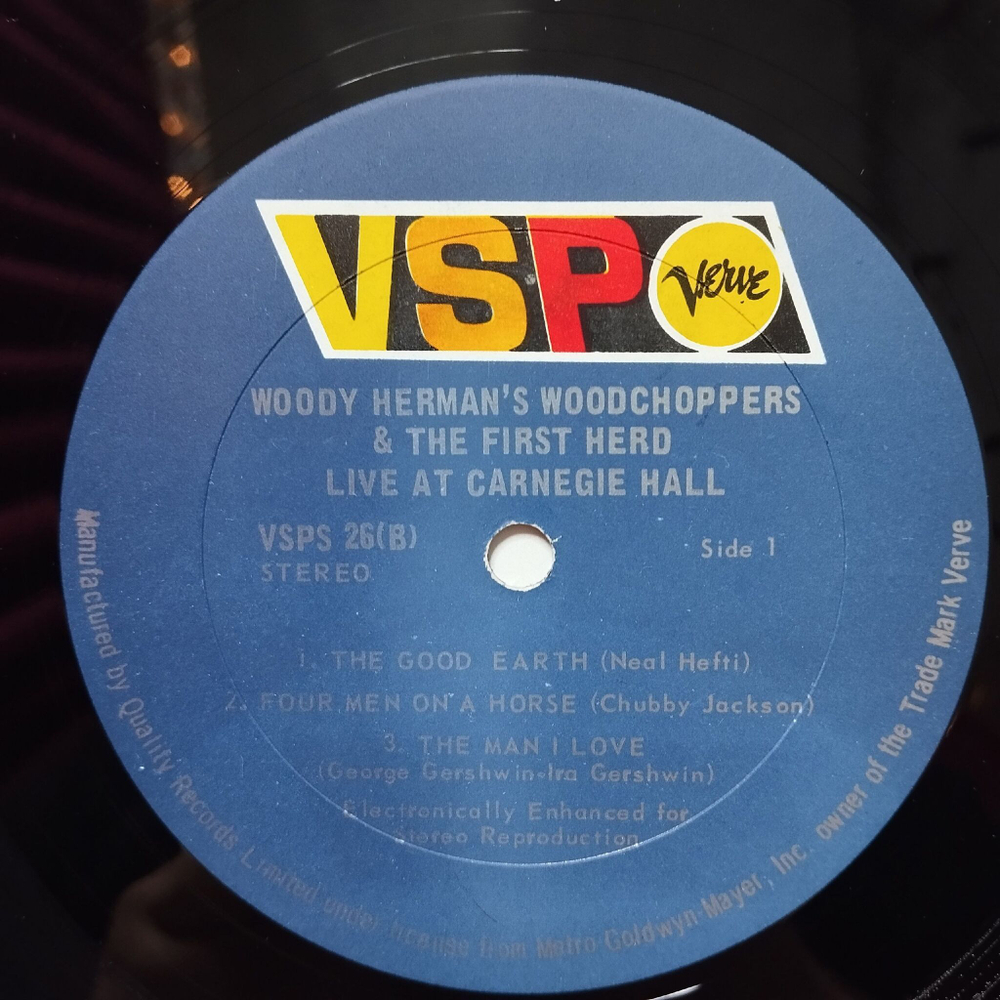 VSP VERVE
WOODY HERMAN'S WOODCHOPPERS
& THE FIRST HERD
LIVE AT CARNEGIE HALL
VSPS 26(B)
STEREO
Side 1
1. THE GOOD EARTH (Neal Hefti)
2. FOUR MEN ON A HORSE (Chubby Jackson)
3. THE MAN I LOVE
(George Gershwin-Ira Gershwin)
Electronically Enhanced for
Stereo Reproduction
Manufactured by Quality Records Limited under license from Metro-Goldwyn-Mayer, Inc. owner of the Trade Mark Verve